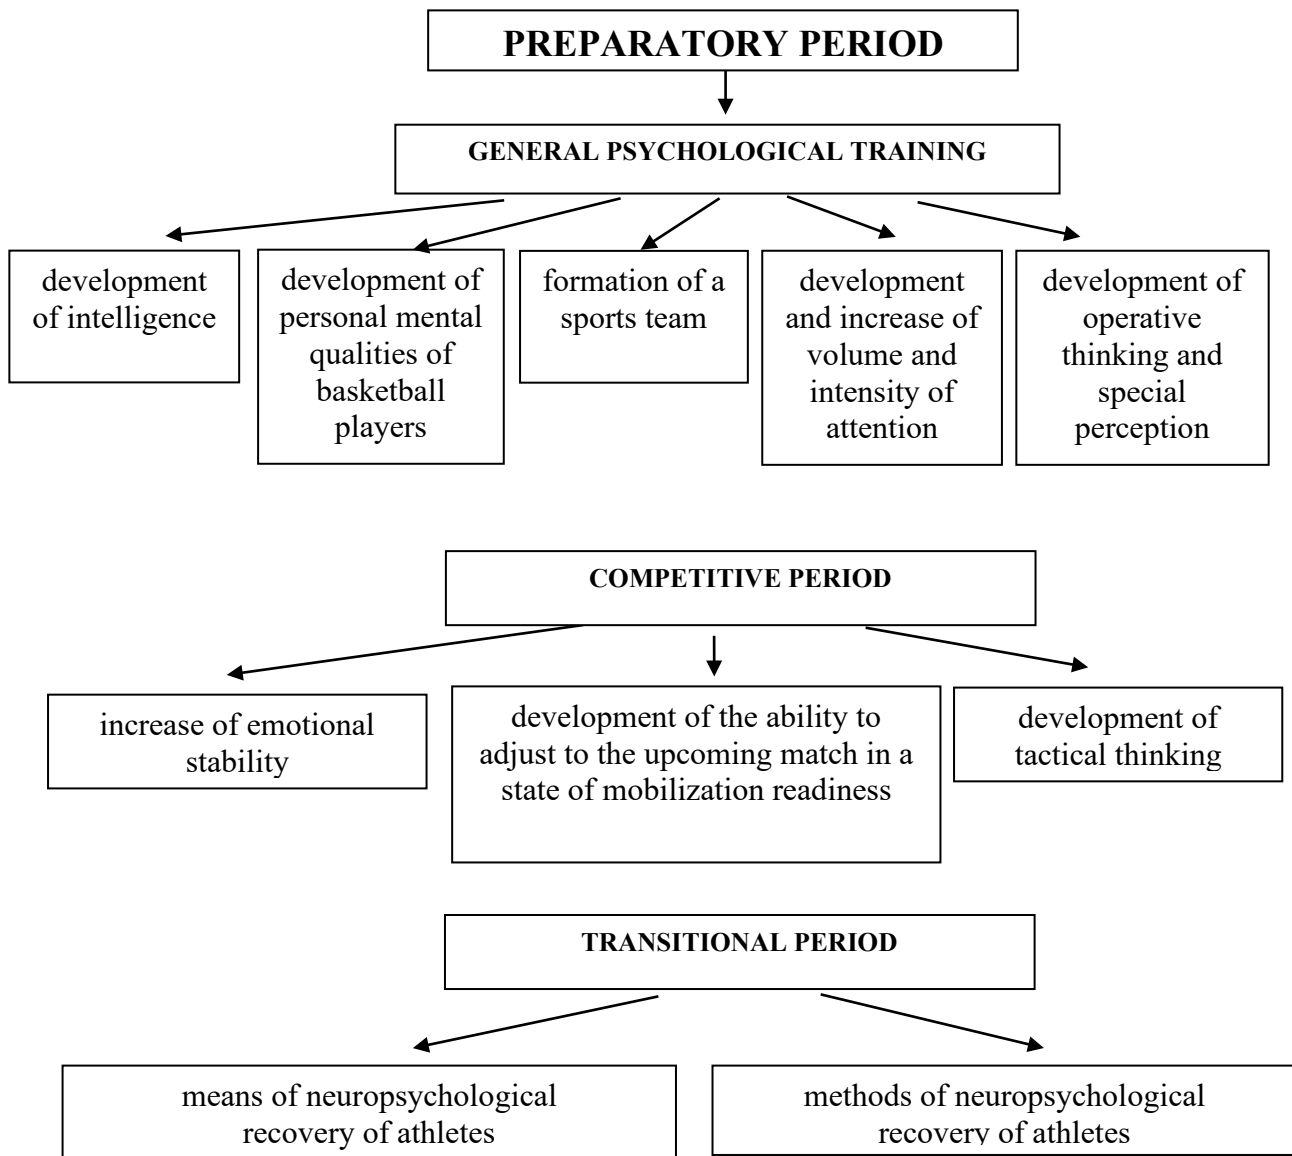 PREPARATORY PERIOD
GENERAL PSYCHOLOGICAL TRAINING
development
of intelligence
development of
personal mental
qualities of
basketball
players
formation of a
sports team
development
and increase of
volume and
intensity of
attention
development of
operative
thinking and
special
perception
COMPETITIVE PERIOD
increase of emotional
stability
development of the ability to
adjust to the upcoming match in a
state of mobilization readiness
development of
tactical thinking
TRANSITIONAL PERIOD
means of neuropsychological
recovery of athletes
methods of neuropsychological
recovery of athletes